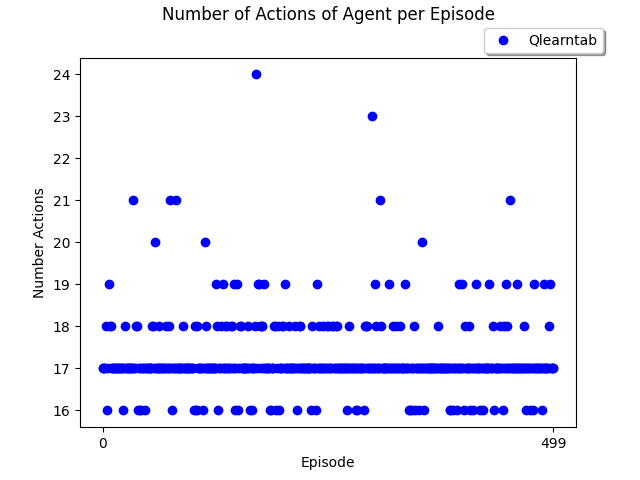 Number of Actions of Agent per Episode
Qlearntab
24
23
22
21
20
19
18
17
16
Number Actions
0
499
Episode